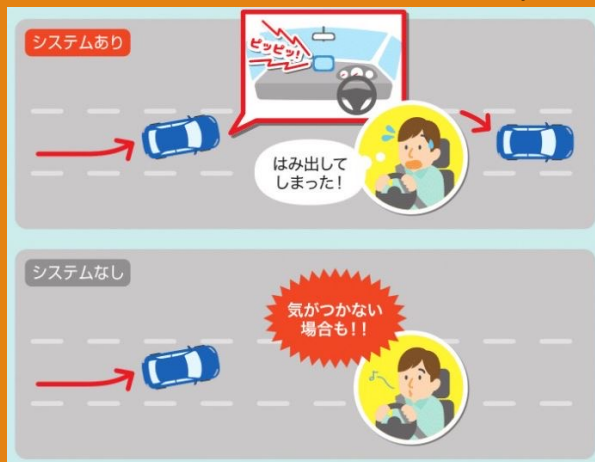 システムあり
ピッピッ!
はみ出して
しまった!
システムなし
気がつかない
場合も!!